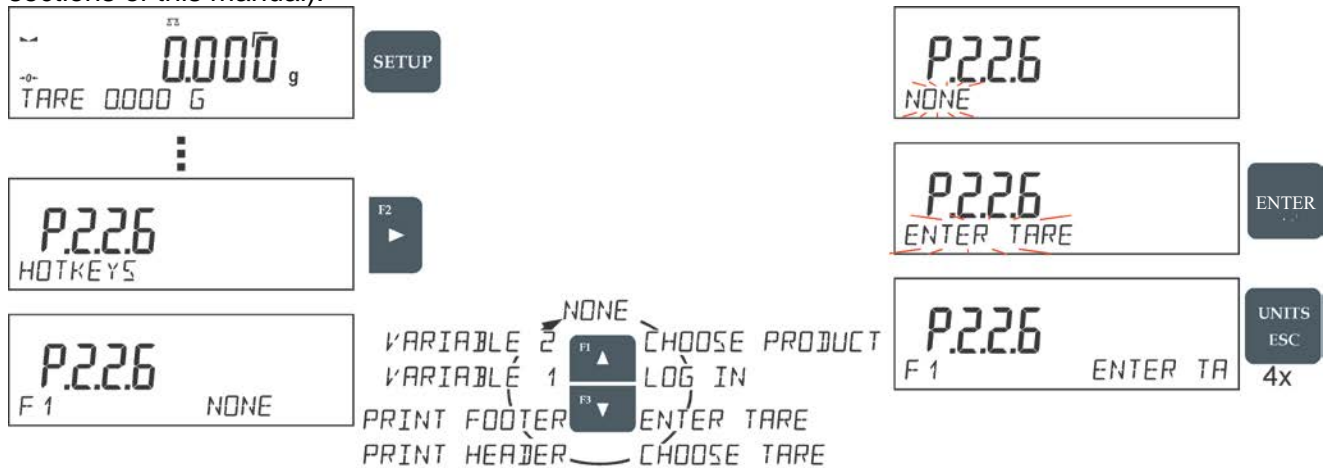 sections of this manual).
0.000 g
TARE 0.000 G
SETUP
P.2.2.6
HOTKEYS
F2
P.2.2.6
F1 NONE
NONE
VARIABLE 2 F1 CHOOSE PRODUCT
VARIABLE 1 LOG IN
PRINT FOOTER F3 ENTER TARE
PRINT HEADER CHOOSE TARE
P.2.2.6
NONE
P.2.2.6
ENTER TARE
ENTER
P.2.2.6
F1 ENTER TA
UNITS
ESC
4x